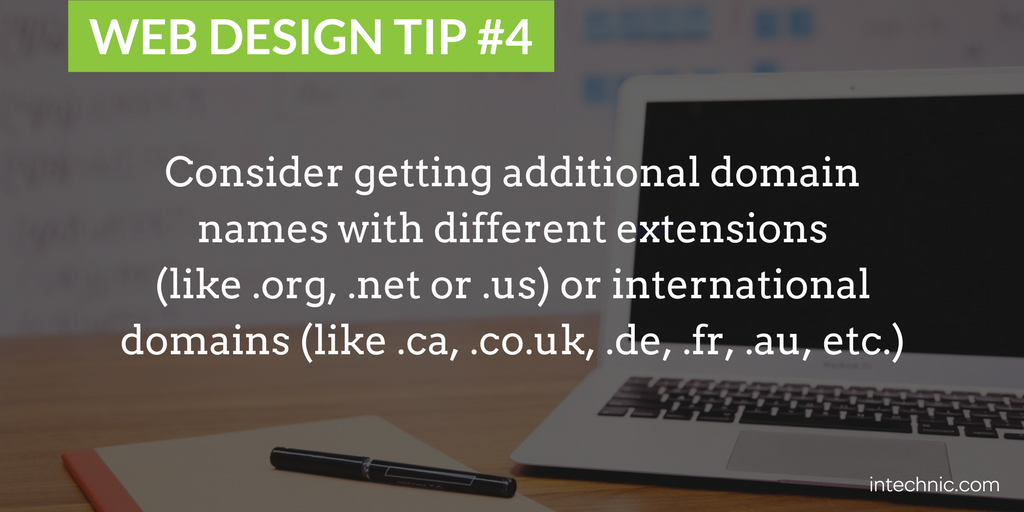 WEB DESIGN TIP #4
Consider getting additional domain
names with different extensions
(like .org, .net or .us) or international
domains (like .ca, .co.uk, .de, .fr, .au, etc.)
intechnic.com